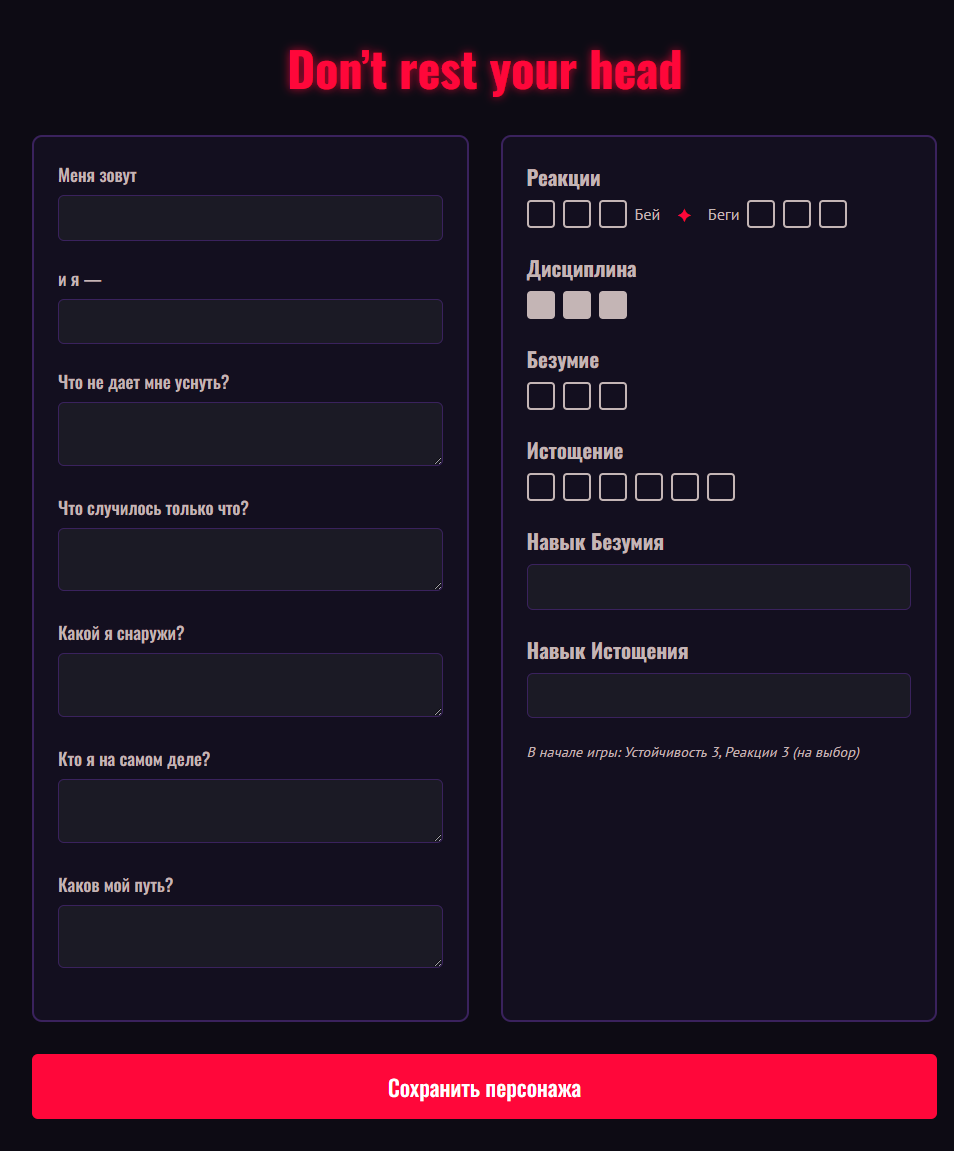 Don’t rest your head
Меня зовут
и я —
Что не дает мне уснуть?
Что случилось только что?
Какой я снаружи?
Кто я на самом деле?
Каков мой путь?
Реакции
Бей ✦ Беги
Дисциплина
Безумие
Истощение
Навык Безумия
Навык Истощения
В начале игры: Устойчивость 3, Реакции 3 (на выбор)
Сохранить персонажа